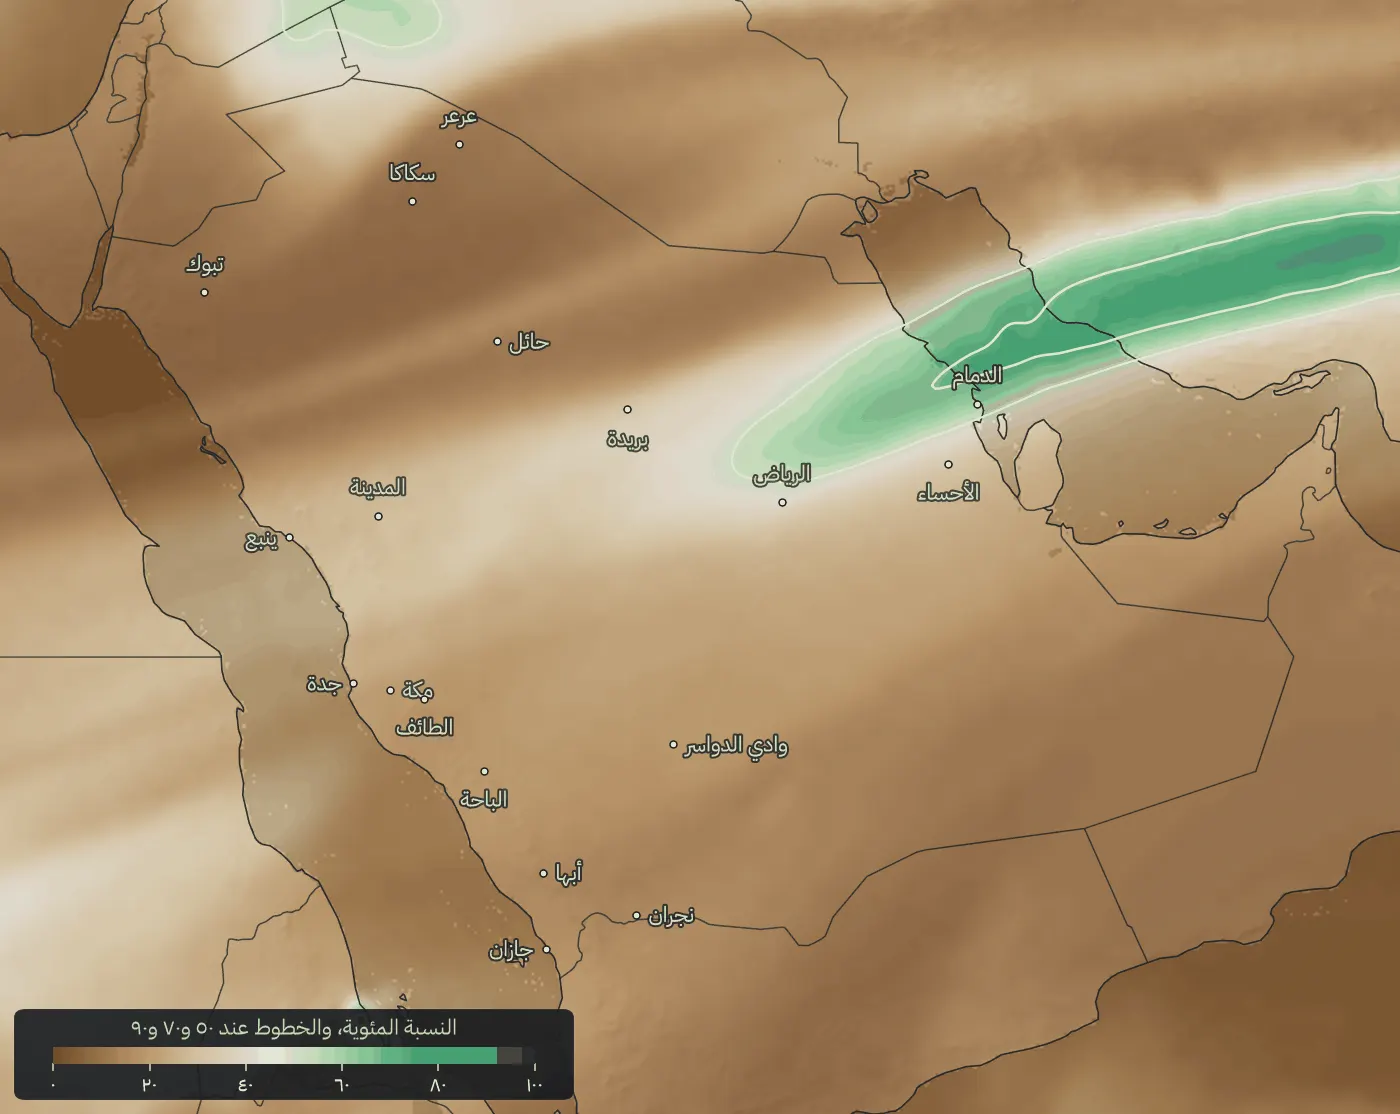 عرعر
سكاكا
تبوك
حائل
الدمام
بريدة
الرياض
المدينة
الأحساء
ينبع
جدة
مكة
الطائف
وادي الدواسر
الباحة
أبها
نجران
جازان
النسبة المئوية، والخطوط عند ٥٠ و٧٠ و٩٠
٠ ٢٠ ٤٠ ٦٠ ٨٠ ١٠٠